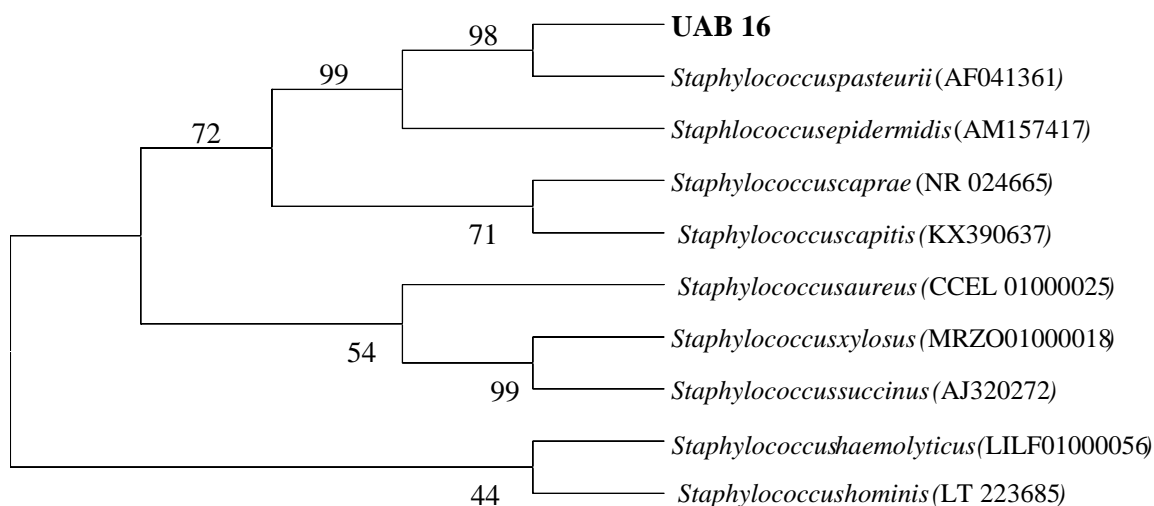 98
UAB 16
99
Staphylococcuspasteurii (AF041361)
72
Staphlococcusepidermidis (AM157417)
Staphylococcuscaprae (NR 024665)
71
Staphylococcuscapitis (KX390637)
Staphylococcusaureus (CCEL 01000025)
54
Staphylococcusxylosus (MRZO01000018)
99
Staphylococcussuccinus (AJ320272)
Staphylococcushaemolyticus (LILF01000056)
44
Staphylococcushominis (LT 223685)